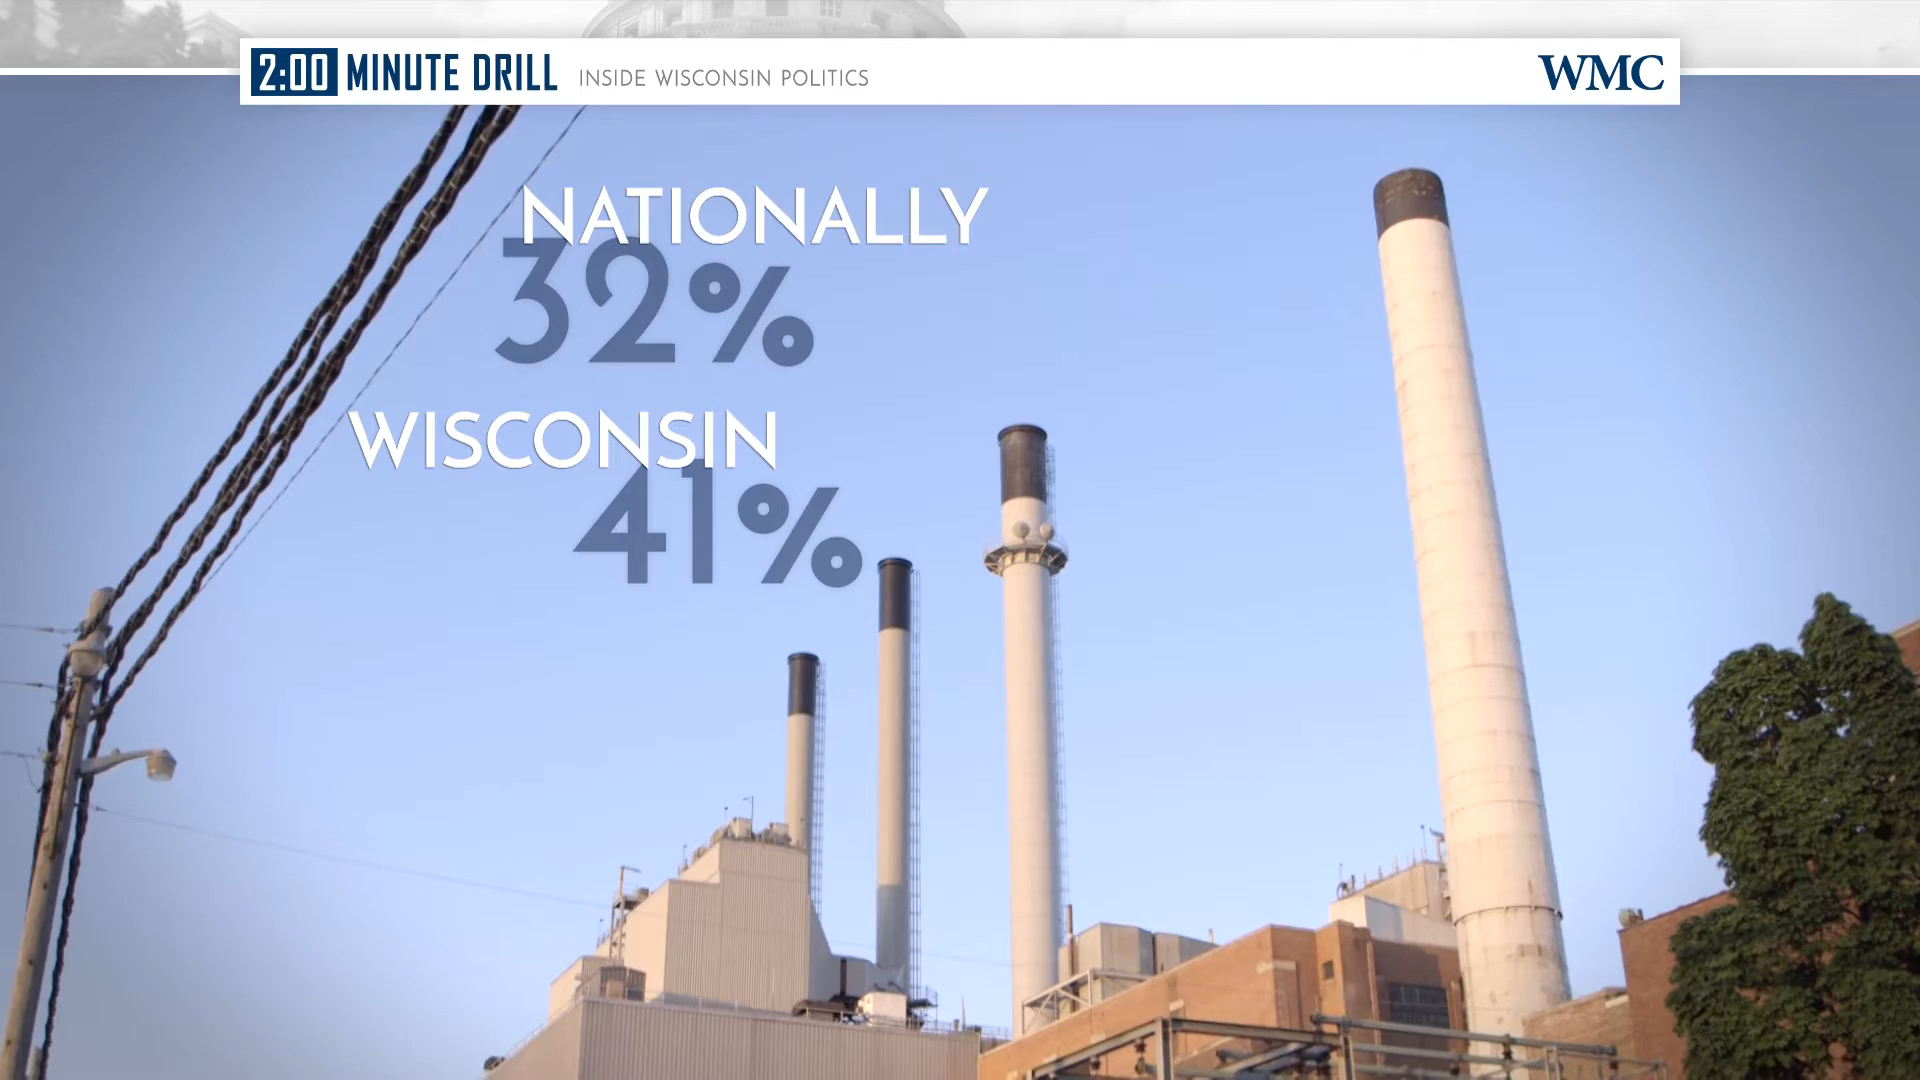 2:00 MINUTE DRILL INSIDE WISCONSIN POLITICS WMC
NATIONALLY
32%
WISCONSIN
41%